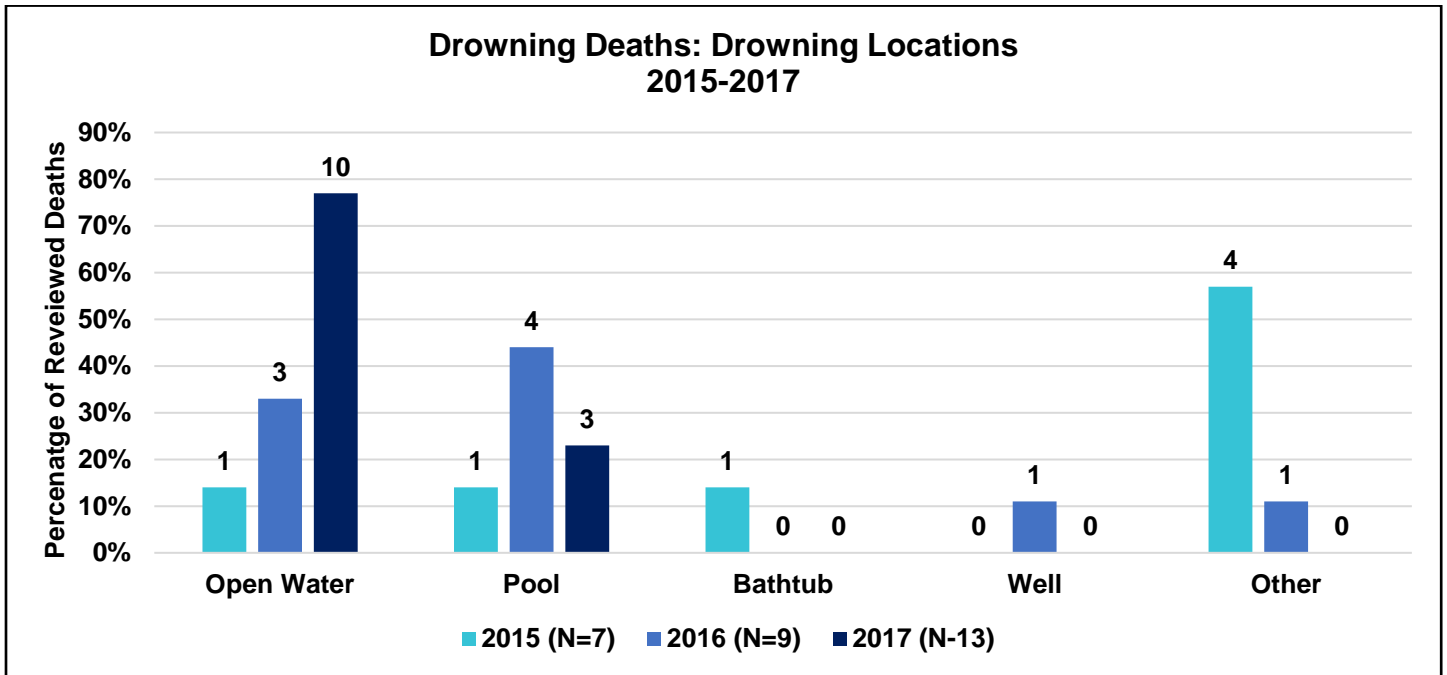 Drowning Deaths: Drowning Locations
2015-2017
Percenatge of Reveiewed Deaths
90%
80%
70%
60%
50%
40%
30%
20%
10%
0%
1
3
10
1
4
3
1
0
0
0
1
0
4
1
0
Open Water
Pool
Bathtub
Well
Other
2015 (N=7)
2016 (N=9)
2017 (N-13)